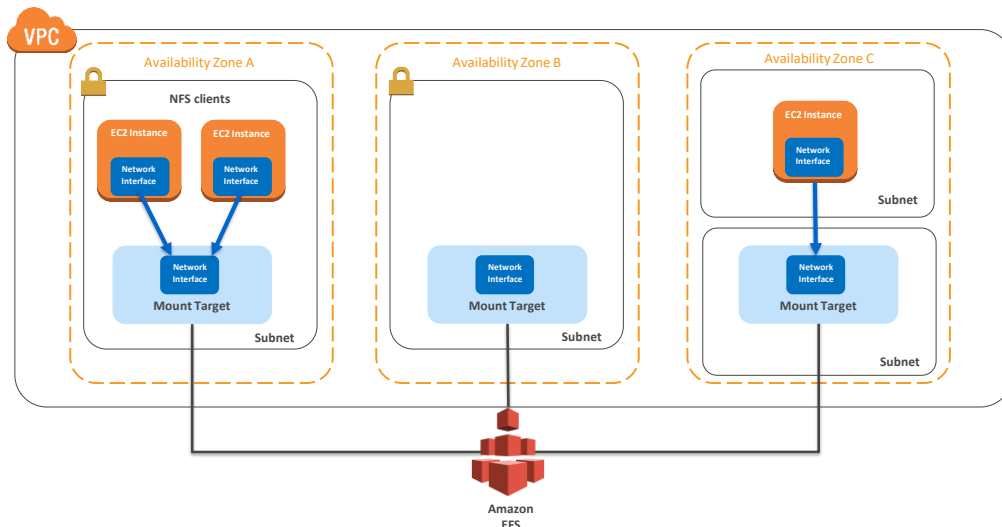 VPC
Availability Zone A
Availability Zone B
Availability Zone C
NFS clients
EC2 Instance
Network
Interface
EC2 Instance
Network
Interface
Network
Interface
Mount Target
Subnet
Network
Interface
Mount Target
Subnet
EC2 Instance
Network
Interface
Subnet
Network
Interface
Mount Target
Subnet
Amazon
EFS